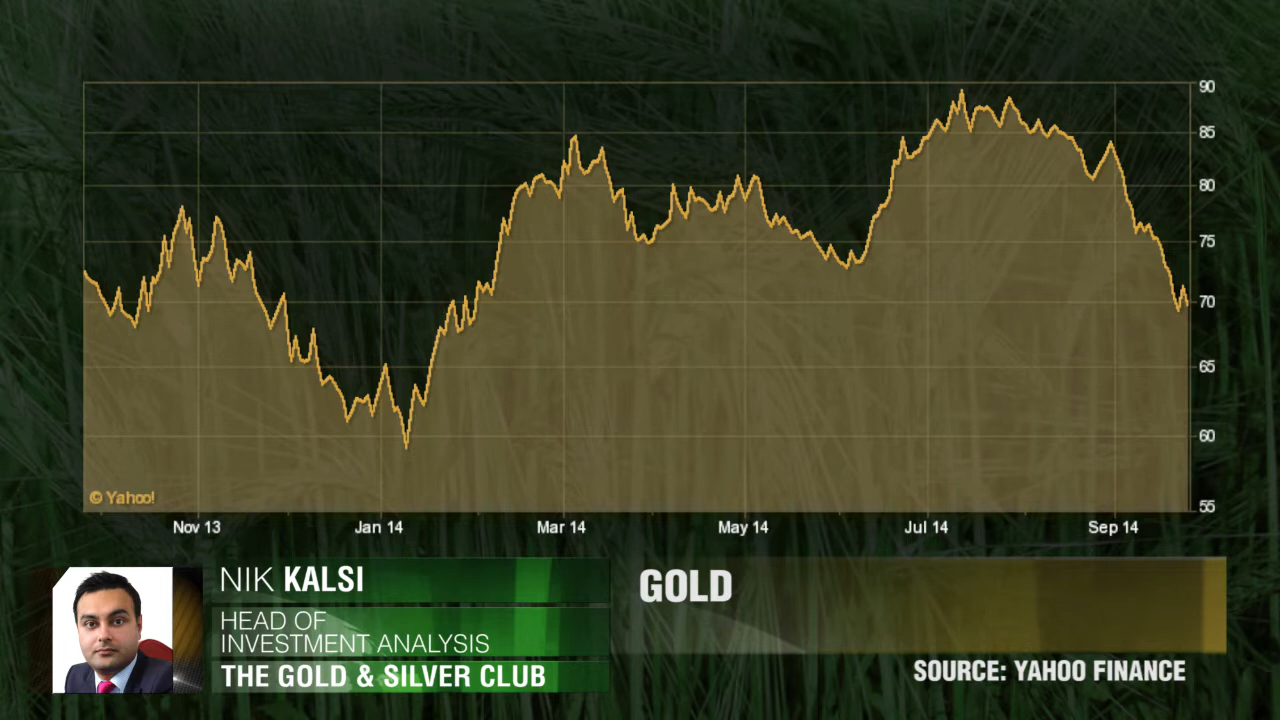 90
85
80
75
70
65
60
55
© Yahoo!
Nov 13 Jan 14 Mar 14 May 14 Jul 14 Sep 14
NIK KALSI
HEAD OF
INVESTMENT ANALYSIS
THE GOLD & SILVER CLUB
GOLD
SOURCE: YAHOO FINANCE